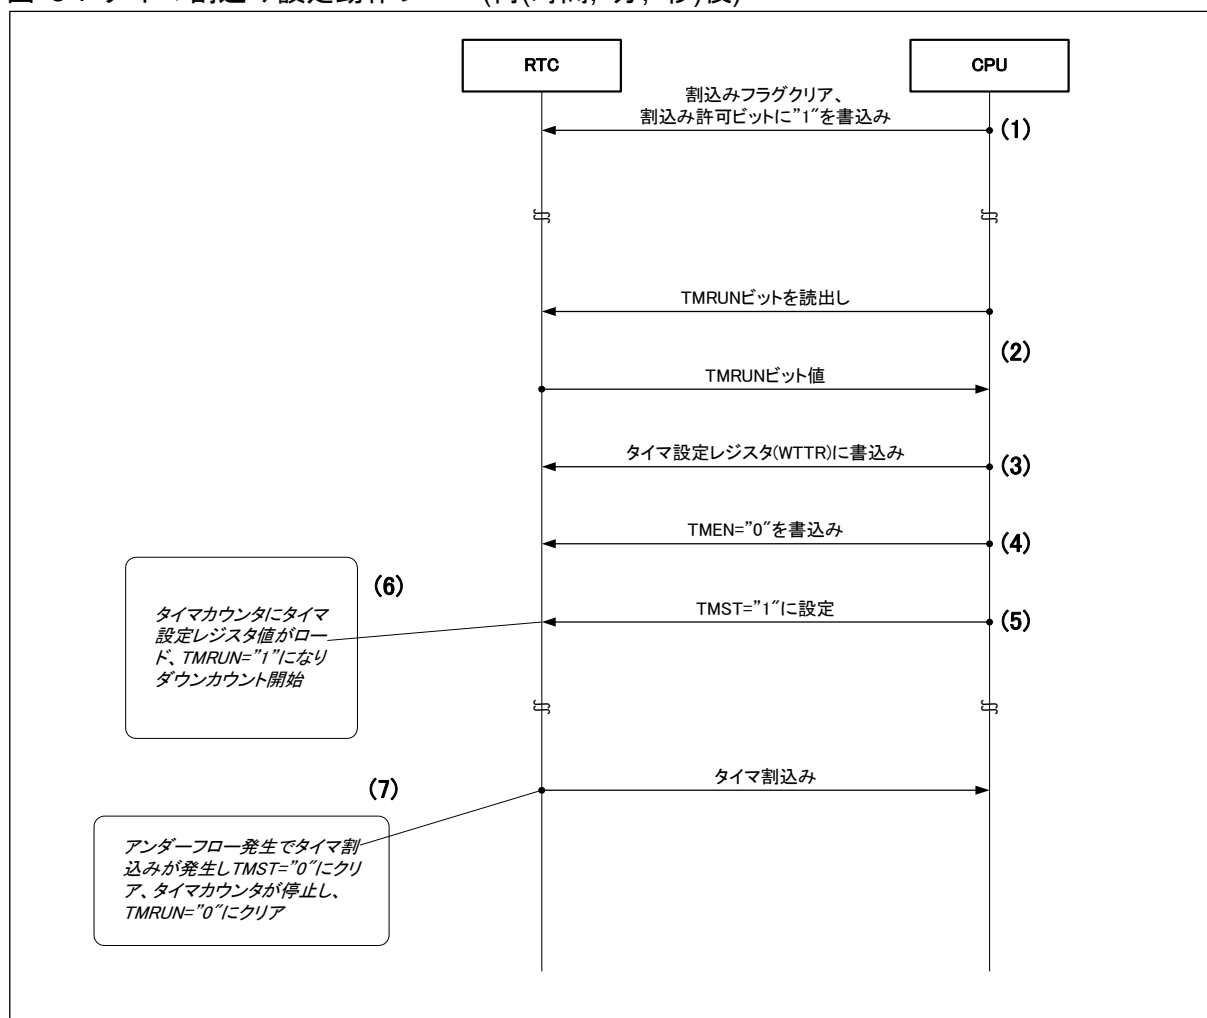 RTC
CPU
割込みフラグクリア、
割込み許可ビットに"1"を書込み
(1)
TMRUNビットを読出し
(2)
TMRUNビット値
タイマ設定レジスタ(WTTR)に書込み
(3)
TMEN="0"を書込み
(4)
(6)
タイマカウンタにタイマ
設定レジスタ値がロー
ド、TMRUN="1"になり
ダウンカウント開始
TMST="1"に設定
(5)
タイマ割込み
(7)
アンダーフロー発生でタイマ割
込みが発生しTMST="0"にクリ
ア、タイマカウンタが停止し、
TMRUN="0"にクリア